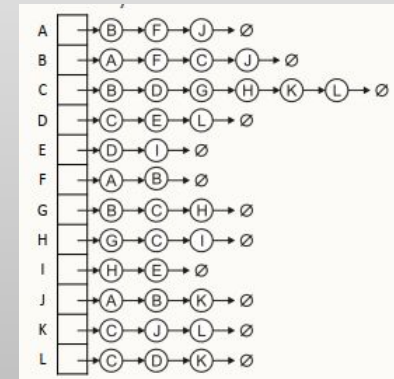 A B F J ∅
B A F C J ∅
C B D G H K L ∅
D C E L ∅
E D I ∅
F A B ∅
G B C H ∅
H G C I ∅
I H E ∅
J A B K ∅
K C J L ∅
L C D K ∅